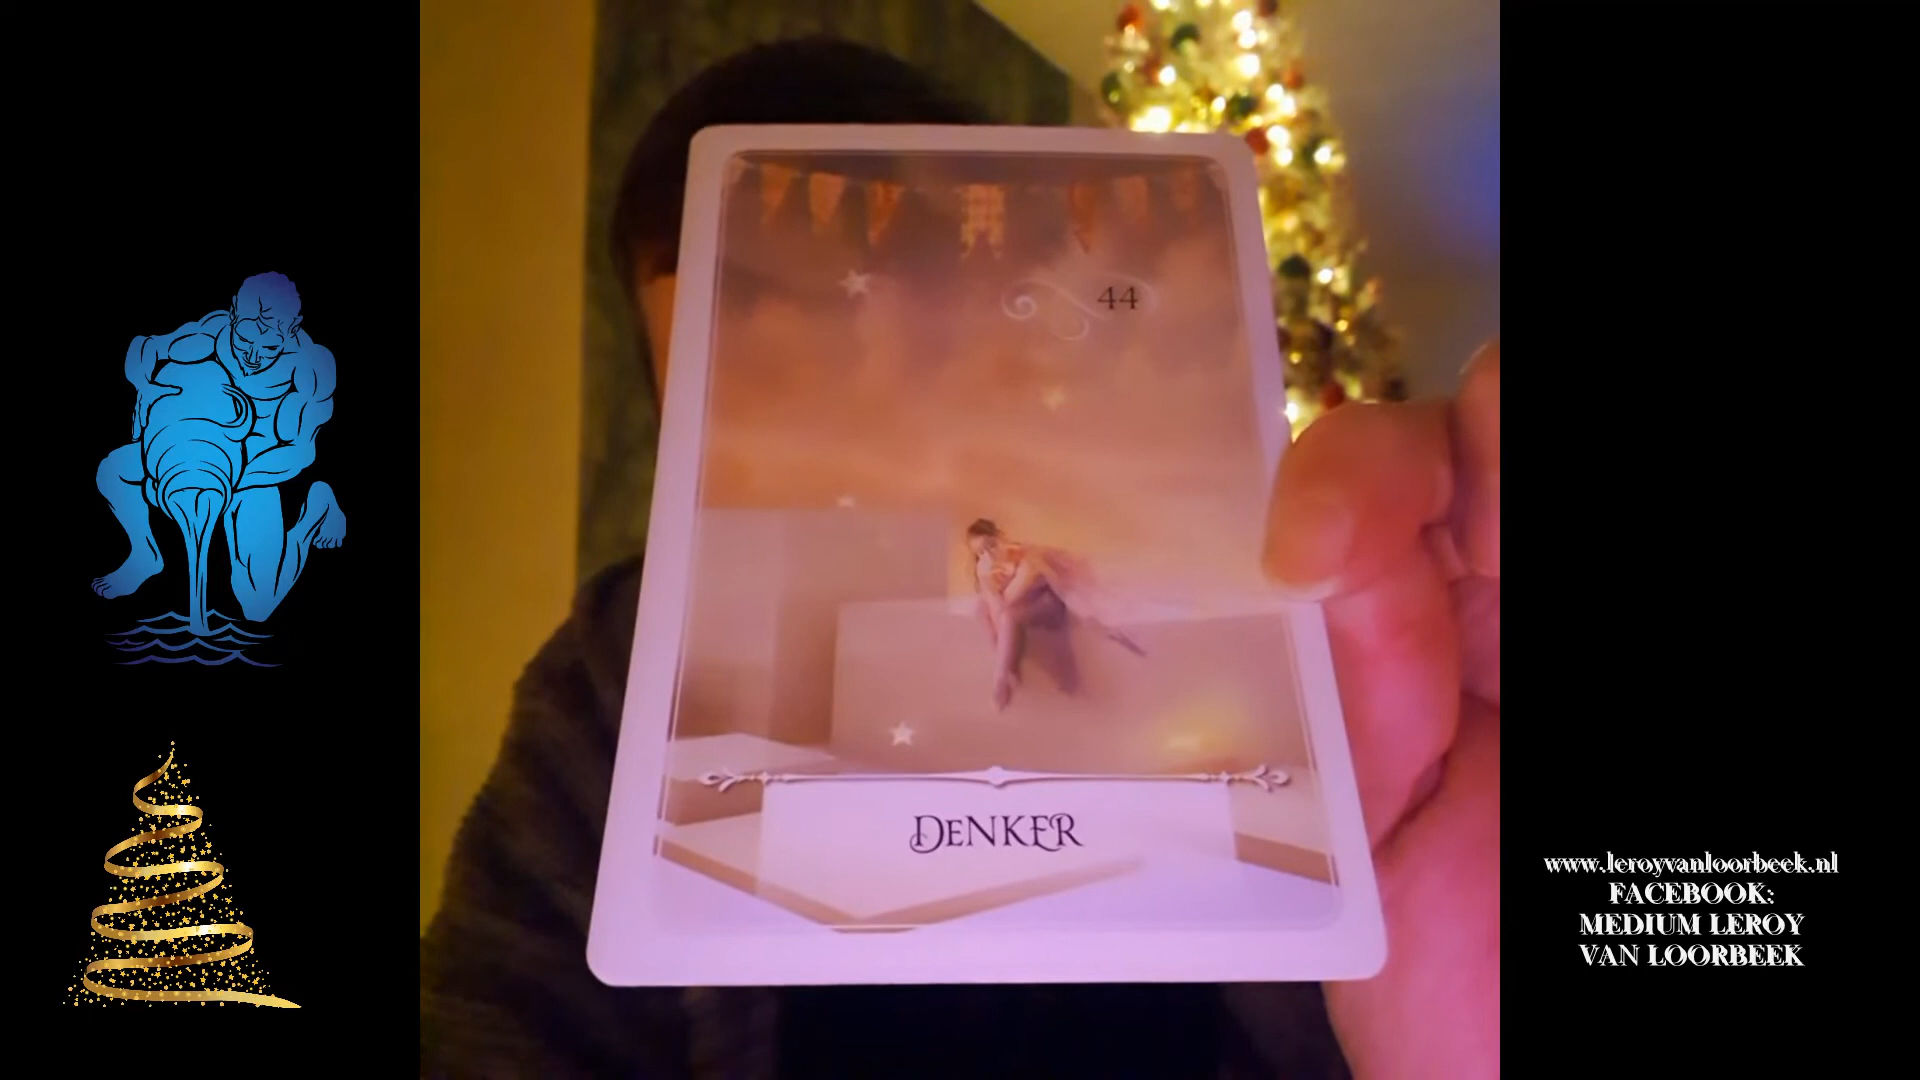 44
DENKER
www.leroyvanloorbeek.nl
FACEBOOK:
MEDIUM LEROY
VAN LOORBEEK